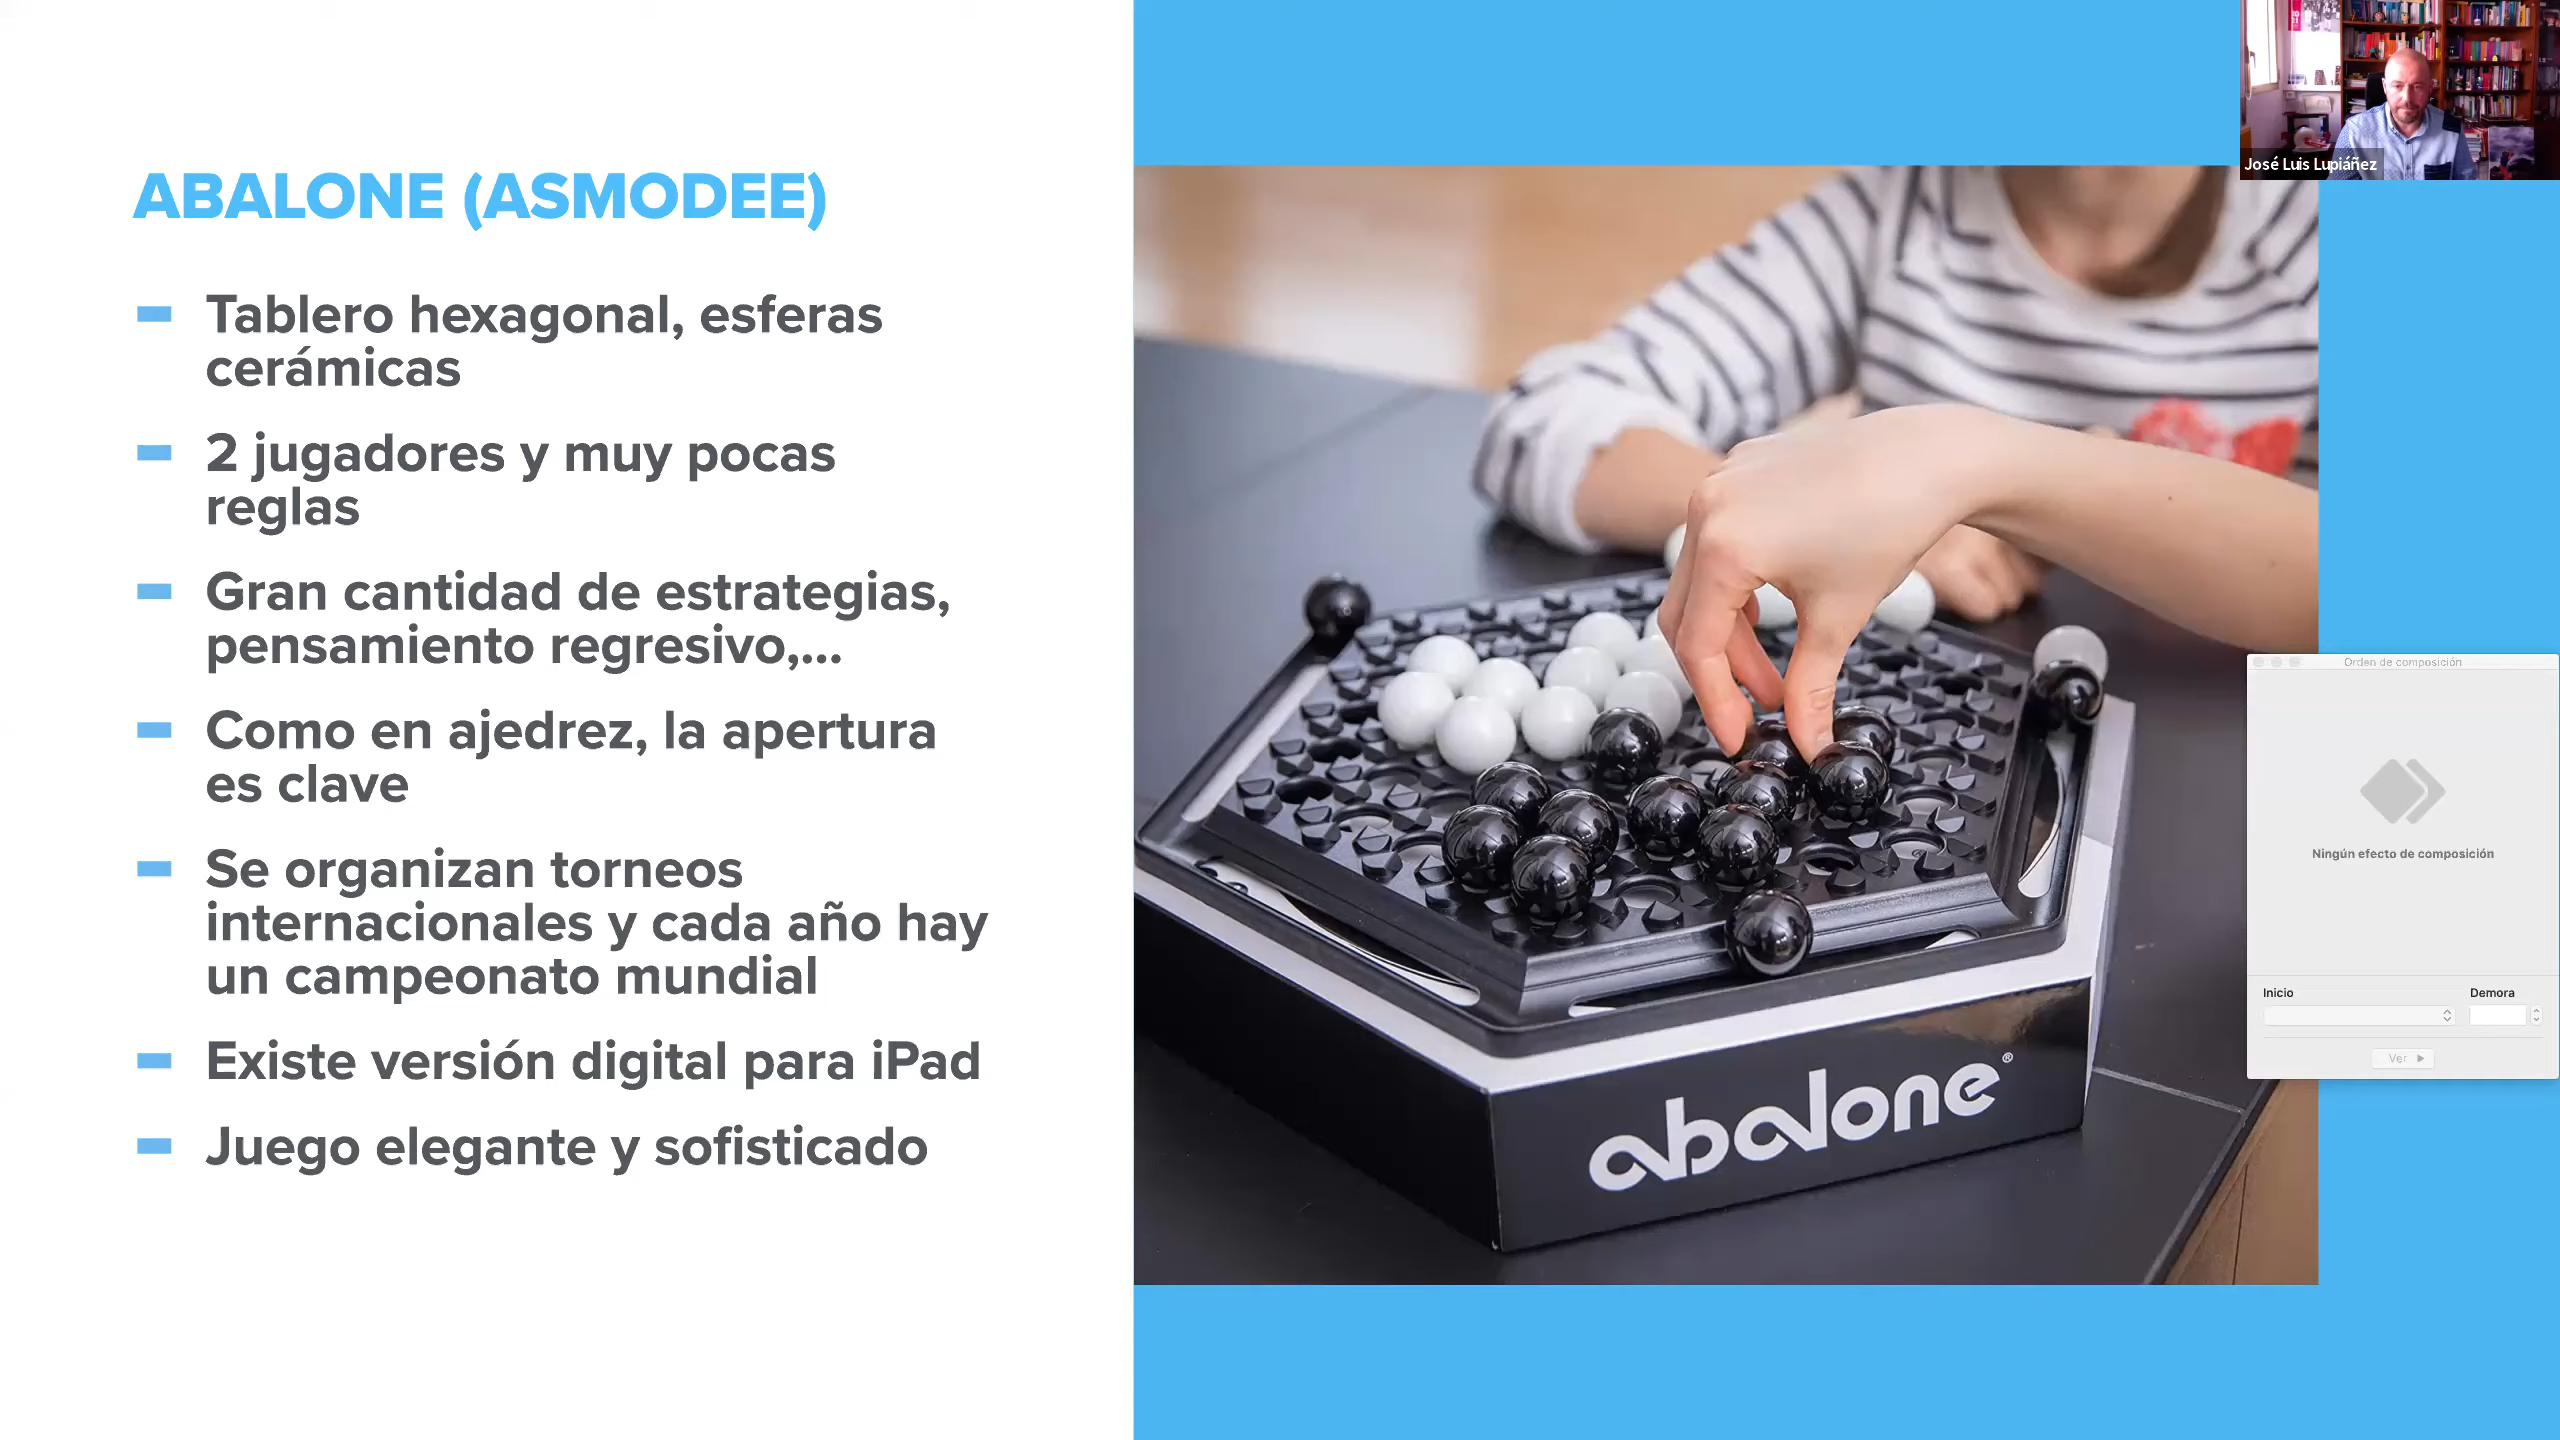 José Luis Lupiáñez
ABALONE (ASMODEE)
Tablero hexagonal, esferas
cerámicas
2 jugadores y muy pocas
reglas
Gran cantidad de estrategias,
pensamiento regresivo,...
Como en ajedrez, la apertura
es clave
Se organizan torneos
internacionales y cada año hay
un campeonato mundial
Existe versión digital para iPad
Juego elegante y sofisticado
abalone®
Orden de composición
Ningún efecto de composición
Inicio
Demora
Ver